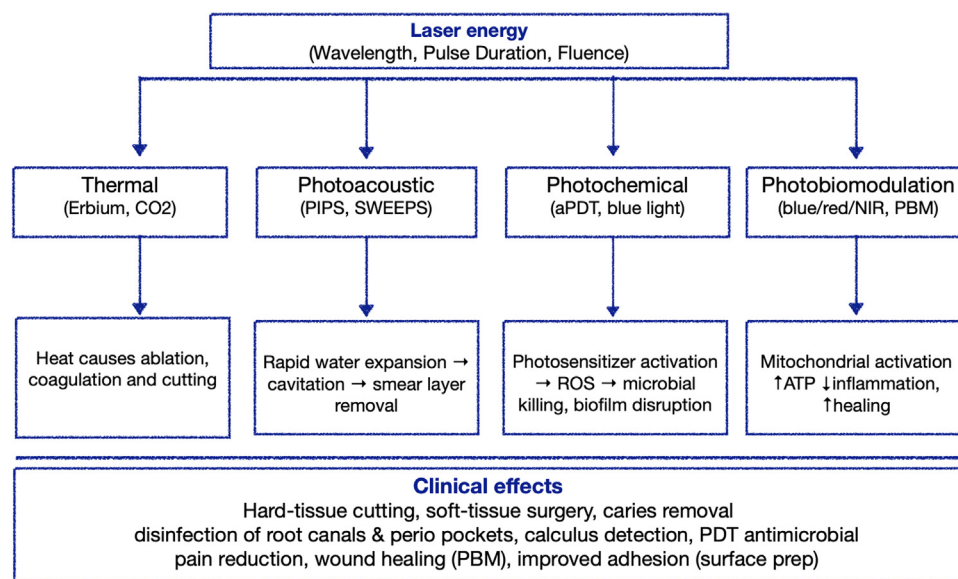 Laser energy
(Wavelength, Pulse Duration, Fluence)
Thermal
(Erbium, CO2)
Photoacoustic
(PIPS, SWEEPS)
Photochemical
(aPDT, blue light)
Photobiomodulation
(blue/red/NIR, PBM)
Heat causes ablation,
coagulation and cutting
Rapid water expansion →
cavitation → smear layer
removal
Photosensitizer activation
→ ROS → microbial
killing, biofilm disruption
Mitochondrial activation
↑ATP ↓inflammation,
↑healing
Clinical effects
Hard-tissue cutting, soft-tissue surgery, caries removal
disinfection of root canals & perio pockets, calculus detection, PDT antimicrobial
pain reduction, wound healing (PBM), improved adhesion (surface prep)